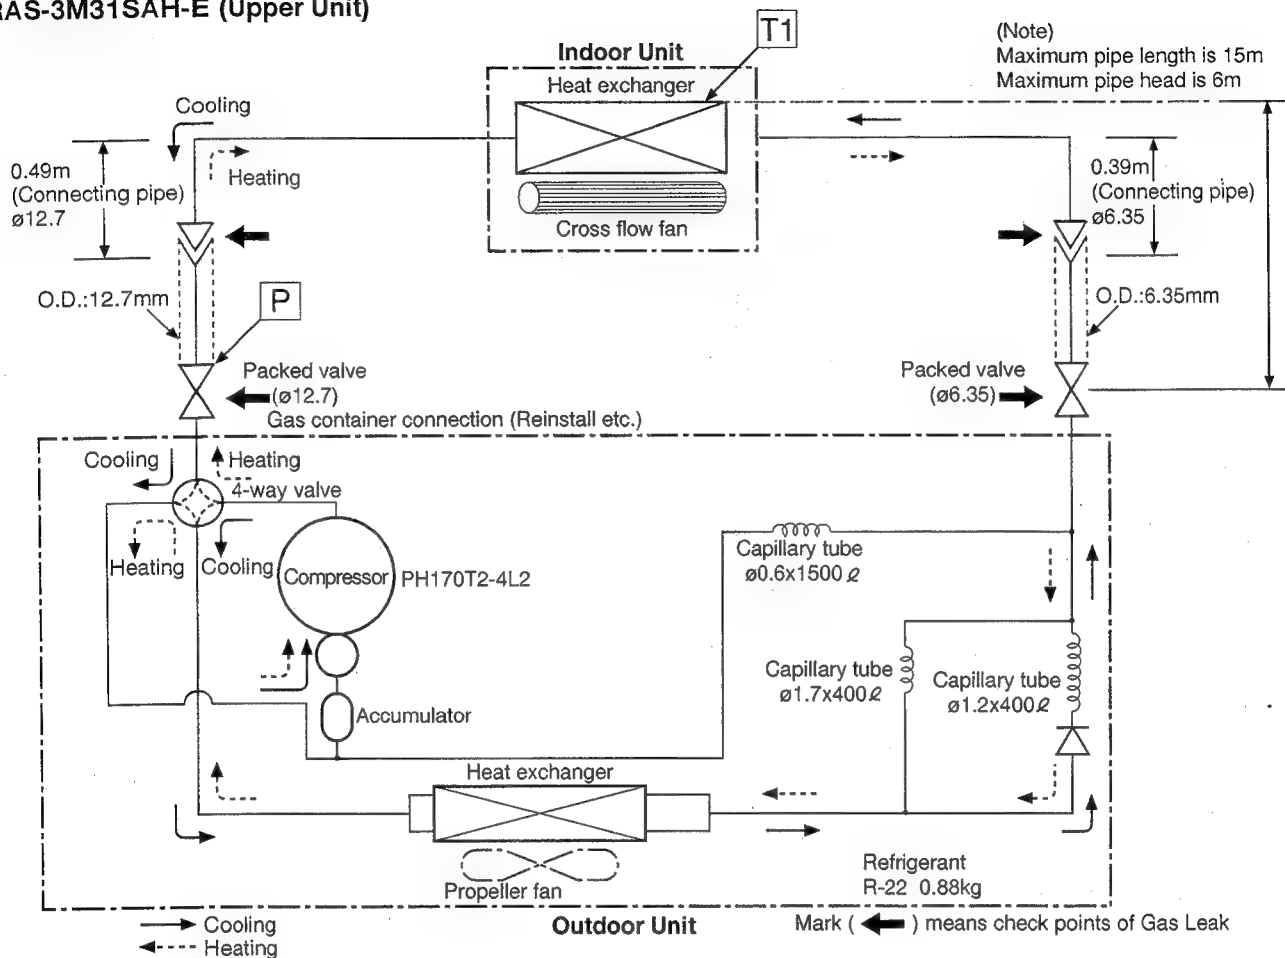 RAS-3M31SAH-E (Upper Unit)
T1
(Note)
Maximum pipe length is 15m
Maximum pipe head is 6m
Indoor Unit
Heat exchanger
Cooling
0.49m
(Connecting pipe)
ø12.7
Heating
0.39m
(Connecting pipe)
ø6.35
Cross flow fan
O.D.:12.7mm
P
O.D.:6.35mm
Packed valve
(ø12.7)
Packed valve
(ø6.35)
Gas container connection (Reinstall etc.)
Cooling
Heating
4-way valve
Heating
Cooling
Compressor
PH170T2-4L2
Capillary tube
ø0.6x1500ℓ
Capillary tube
ø1.7x400ℓ
Capillary tube
ø1.2x400ℓ
Accumulator
Heat exchanger
Propeller fan
Refrigerant
R-22 0.88kg
Outdoor Unit
Cooling
Heating
Mark ( ) means check points of Gas Leak